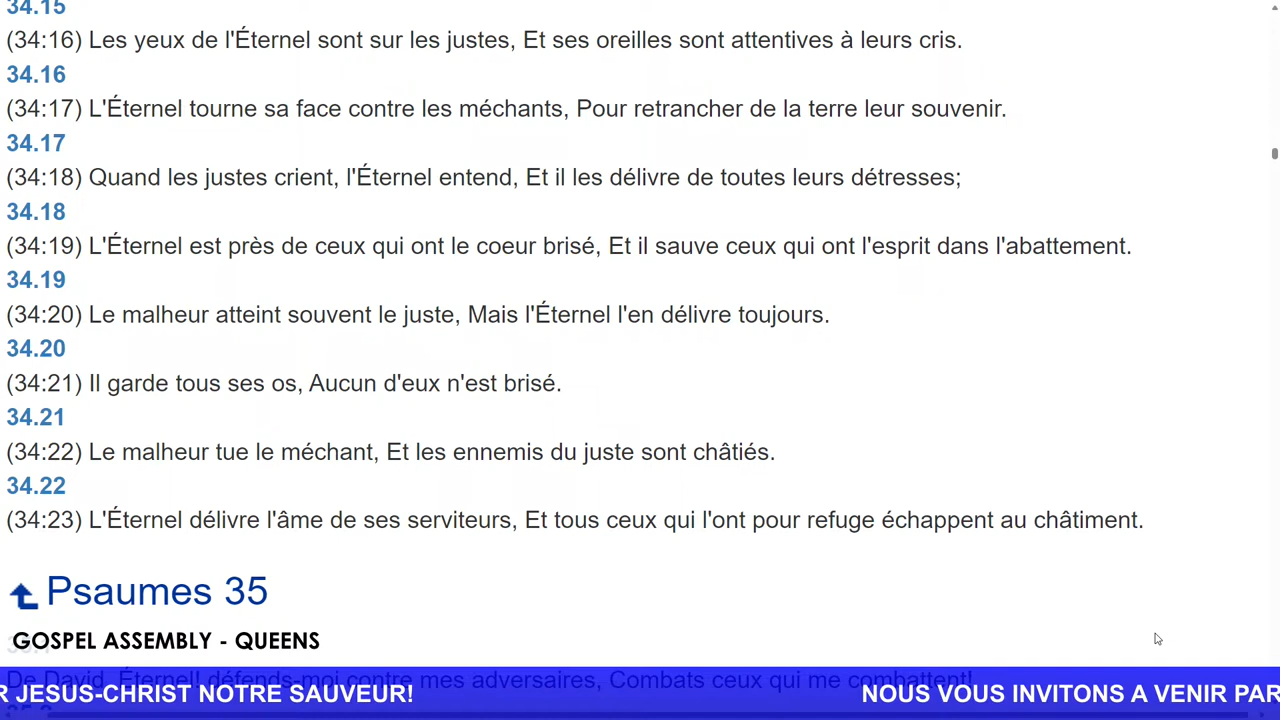 34.15
(34:16) Les yeux de l'Éternel sont sur les justes, Et ses oreilles sont attentives à leurs cris.
34.16
(34:17) L'Éternel tourne sa face contre les méchants, Pour retrancher de la terre leur souvenir.
34.17
(34:18) Quand les justes crient, l'Éternel entend, Et il les délivre de toutes leurs détresses;
34.18
(34:19) L'Éternel est près de ceux qui ont le coeur brisé, Et il sauve ceux qui ont l'esprit dans l'abattement.
34.19
(34:20) Le malheur atteint souvent le juste, Mais l'Éternel l'en délivre toujours.
34.20
(34:21) Il garde tous ses os, Aucun d'eux n'est brisé.
34.21
(34:22) Le malheur tue le méchant, Et les ennemis du juste sont châtiés.
34.22
(34:23) L'Éternel délivre l'âme de ses serviteurs, Et tous ceux qui l'ont pour refuge échappent au châtiment.
Psaumes 35
GOSPEL ASSEMBLY - QUEENS
De David. Éternel! défends-moi contre mes adversaires, Combats ceux qui me combattent!
R JESUS-CHRIST NOTRE SAUVEUR! NOUS VOUS INVITONS A VENIR PAR